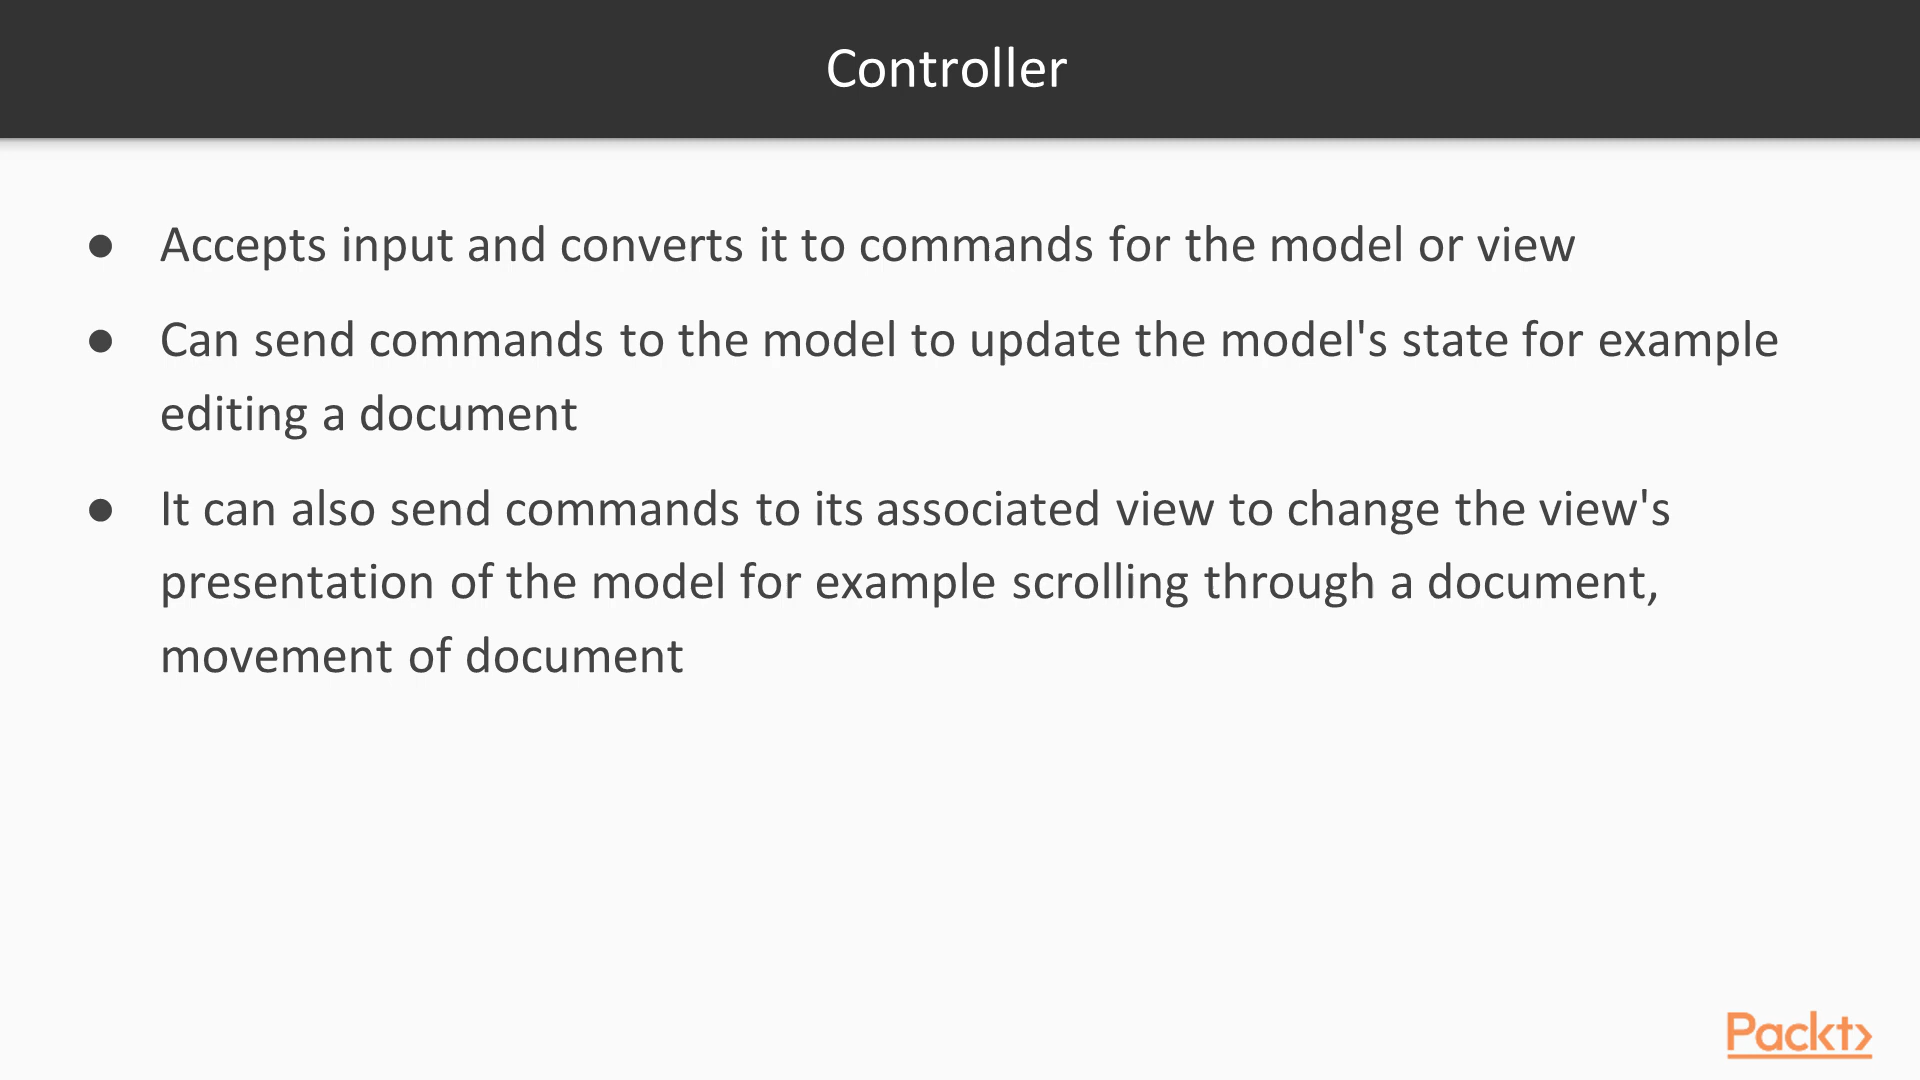 Controller
● Accepts input and converts it to commands for the model or view
● Can send commands to the model to update the model's state for example
editing a document
● It can also send commands to its associated view to change the view's
presentation of the model for example scrolling through a document,
movement of document
Packt>